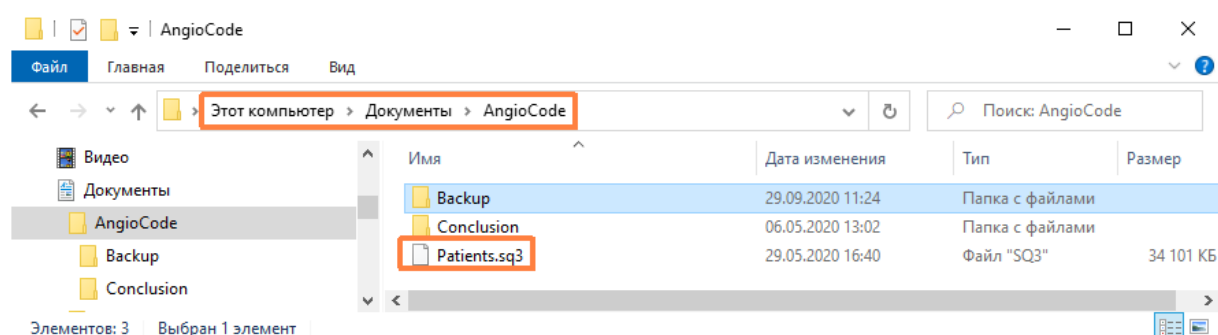 AngioCode
Файл Главная Поделиться Вид
Этот компьютер > Документы > AngioCode Поиск: AngioCode
Видео
Документы
AngioCode
Backup
Conclusion
Имя Дата изменения Тип Размер
Backup 29.09.2020 11:24 Папка с файлами
Conclusion 06.05.2020 13:02 Папка с файлами
Patients.sq3 29.05.2020 16:40 Файл "SQ3" 34 101 КБ
Элементов: 3 Выбран 1 элемент